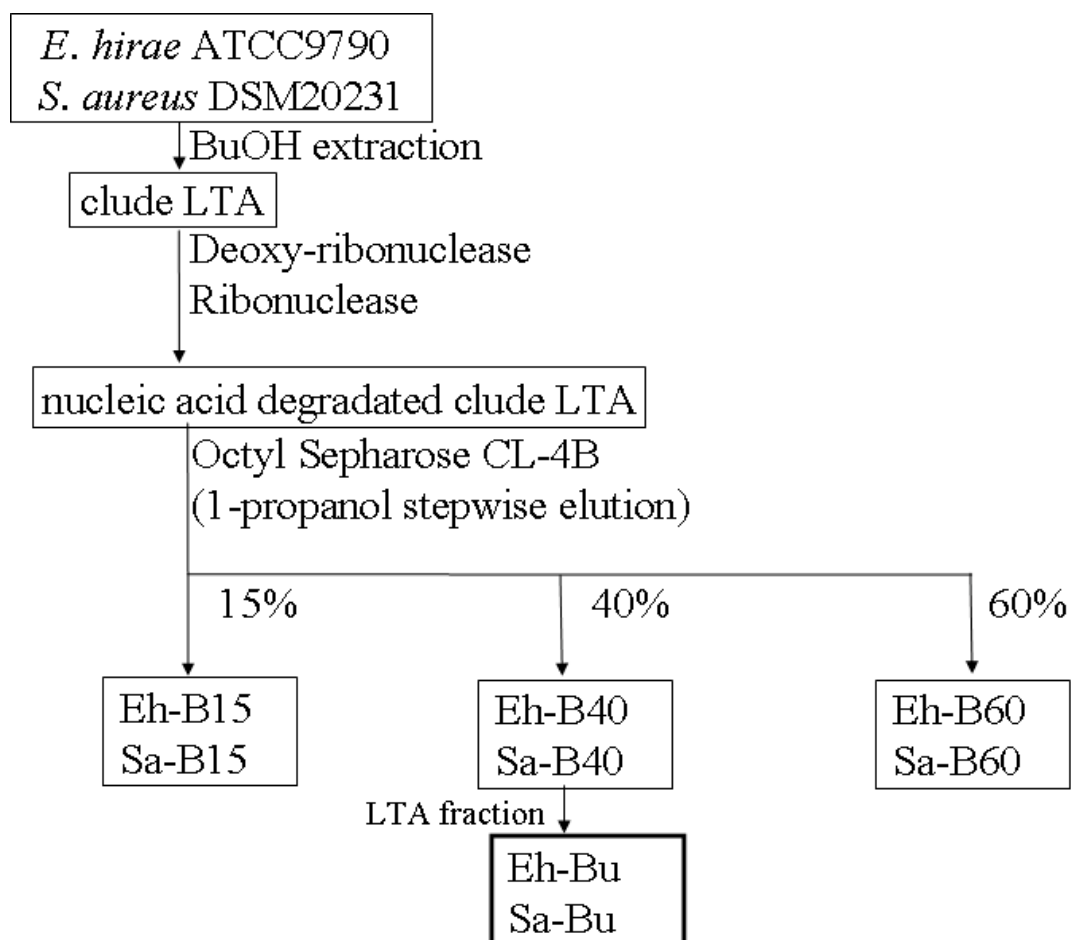 E. hirae ATCC9790
S. aureus DSM20231
BuOH extraction
clude LTA
Deoxy-ribonuclease
Ribonuclease
nucleic acid degradated clude LTA
Octyl Sepharose CL-4B
(1-propanol stepwise elution)
15%
40%
60%
Eh-B15
Sa-B15
Eh-B40
Sa-B40
Eh-B60
Sa-B60
LTA fraction
Eh-Bu
Sa-Bu